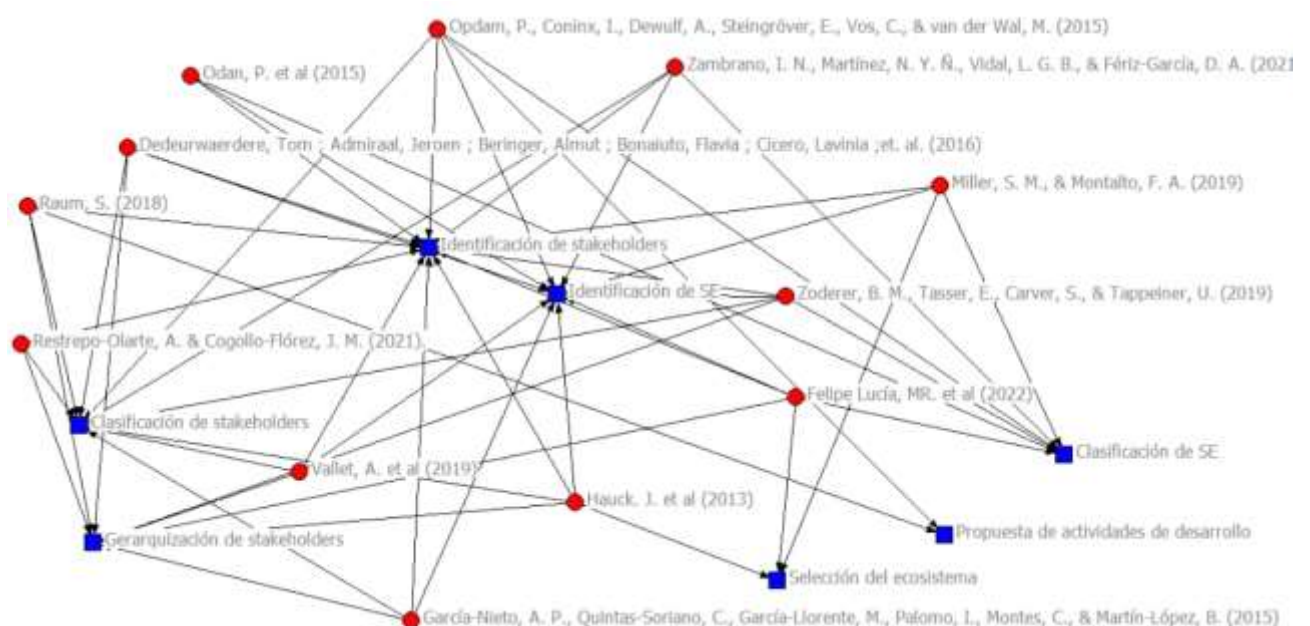 Opdam, P., Coninx, I., Dewulf, A., Steingröver, E., Vos, C., & van der Wal, M. (2015)
Zambrano, I. N., Martínez, N. Y. Ñ., Vidal, L. G. B., & Fériz-García, D. A. (2021
Odan, P. et al (2015)
Dedeurwaerdere, Tom ; Admiraal, Jeroen ; Beringer, Almut ; Bonaiuto, Flavia ; Cicero, Lavinia ;et. al. (2016)
Miller, S. M., & Montalto, F. A. (2019)
Raum, S. (2018)
Identificación de stakeholders
Identificación de SE
Zoderer, B. M., Tasser, E., Carver, S., & Tappeiner, U. (2019)
Restrepo-Olarte, A. & Cogollo-Flórez, J. M. (2021).
Felipe Lucía, MR. et al (2022)
Clasificación de stakeholders
Clasificación de SE
Vallet, A. et al (2019)
Hauck. J. et al (2013)
Propuesta de actividades de desarrollo
Gerarquización de stakeholders
Selección del ecosistema
García-Nieto, A. P., Quintas-Soriano, C., García-Llorente, M., Palomo, I., Montes, C., & Martín-López, B. (2015)